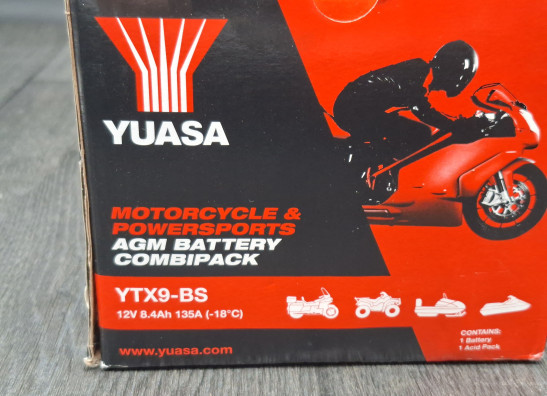 YUASA
MOTORCYCLE &
POWERSPORTS
AGM BATTERY
COMBIPACK
YTX9-BS
12V 8.4Ah 135A (-18°C)
CONTAINS:
1 Battery
1 Acid Pack
www.yuasa.com